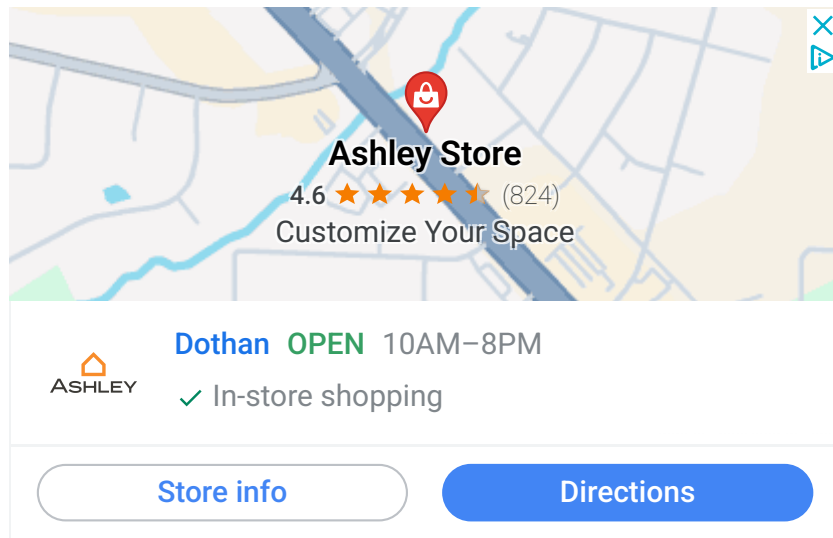 Ashley Store
4.6 (824)
Customize Your Space
Dothan OPEN 10AM–8PM
ASHLEY
In-store shopping
Store info
Directions